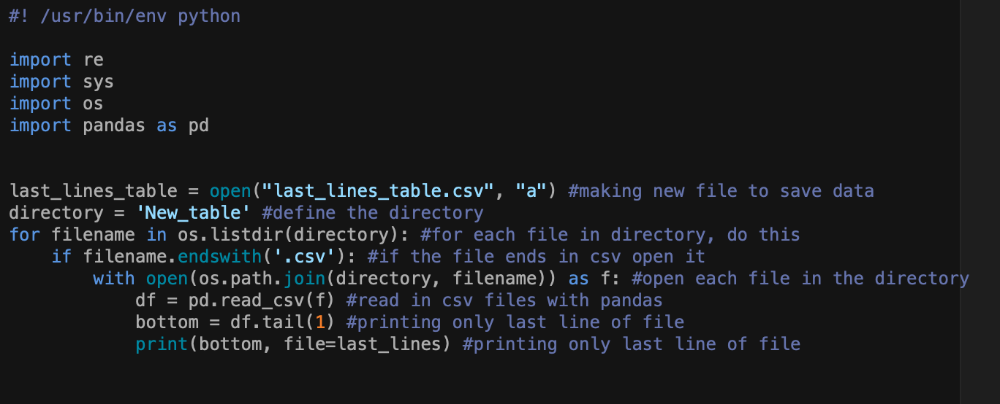 #! /usr/bin/env python
import re
import sys
import os
import pandas as pd
last_lines_table = open("last_lines_table.csv", "a") #making new file to save data
directory = 'New_table' #define the directory
for filename in os.listdir(directory): #for each file in directory, do this
    if filename.endswith('.csv'): #if the file ends in csv open it
        with open(os.path.join(directory, filename)) as f: #open each file in the directory
            df = pd.read_csv(f) #read in csv files with pandas
            bottom = df.tail(1) #printing only last line of file
            print(bottom, file=last_lines) #printing only last line of file